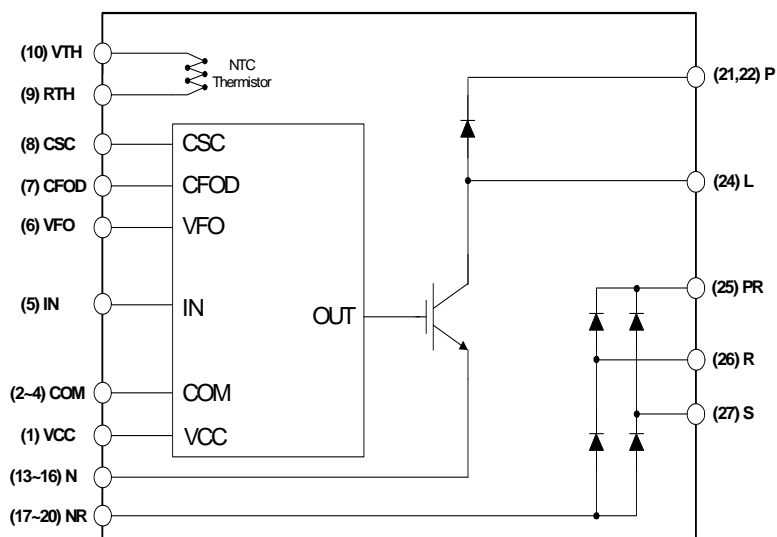 (10) VTH
NTC
Thermistor
(9) RTH
(21,22) P
(8) CSC
CSC
(7) CFOD
CFOD
(24) L
(6) VFO
VFO
(5) IN
IN
OUT
(25) PR
(26) R
(2~4) COM
COM
(27) S
(1) VCC
VCC
(13~16) N
(17~20) NR